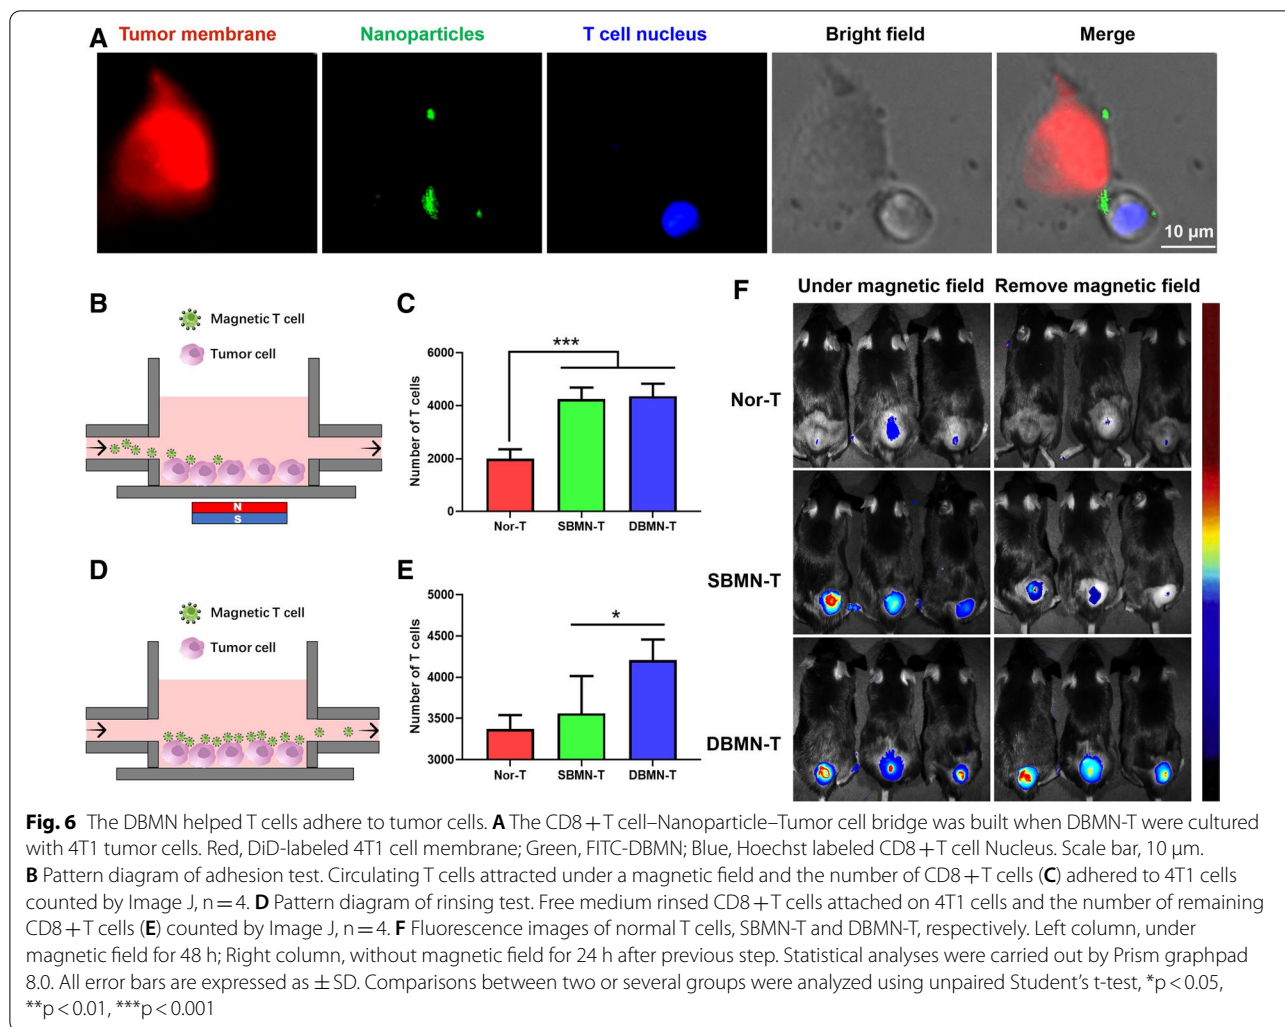 A
Tumor membrane
Nanoparticles
T cell nucleus
Bright field
Merge
10 µm
B
Magnetic T cell
Tumor cell
N
S
C
Number of T cells
6000
4000
2000
0
***
Nor-T
SBMN-T
DBMN-T
D
Magnetic T cell
Tumor cell
E
Number of T cells
5000
4500
4000
3500
3000
*
Nor-T
SBMN-T
DBMN-T
F
Under magnetic field
Remove magnetic field
Nor-T
SBMN-T
DBMN-T
Fig. 6 The DBMN helped T cells adhere to tumor cells. A The CD8+T cell–Nanoparticle–Tumor cell bridge was built when DBMN-T were cultured
with 4T1 tumor cells. Red, DiD-labeled 4T1 cell membrane; Green, FITC-DBMN; Blue, Hoechst labeled CD8+T cell Nucleus. Scale bar, 10 µm.
B Pattern diagram of adhesion test. Circulating T cells attracted under a magnetic field and the number of CD8+T cells (C) adhered to 4T1 cells
counted by Image J, n=4. D Pattern diagram of rinsing test. Free medium rinsed CD8+T cells attached on 4T1 cells and the number of remaining
CD8+T cells (E) counted by Image J, n=4. F Fluorescence images of normal T cells, SBMN-T and DBMN-T, respectively. Left column, under
magnetic field for 48 h; Right column, without magnetic field for 24 h after previous step. Statistical analyses were carried out by Prism graphpad
8.0. All error bars are expressed as ±SD. Comparisons between two or several groups were analyzed using unpaired Student's t-test, *p<0.05,
**p<0.01, ***p<0.001